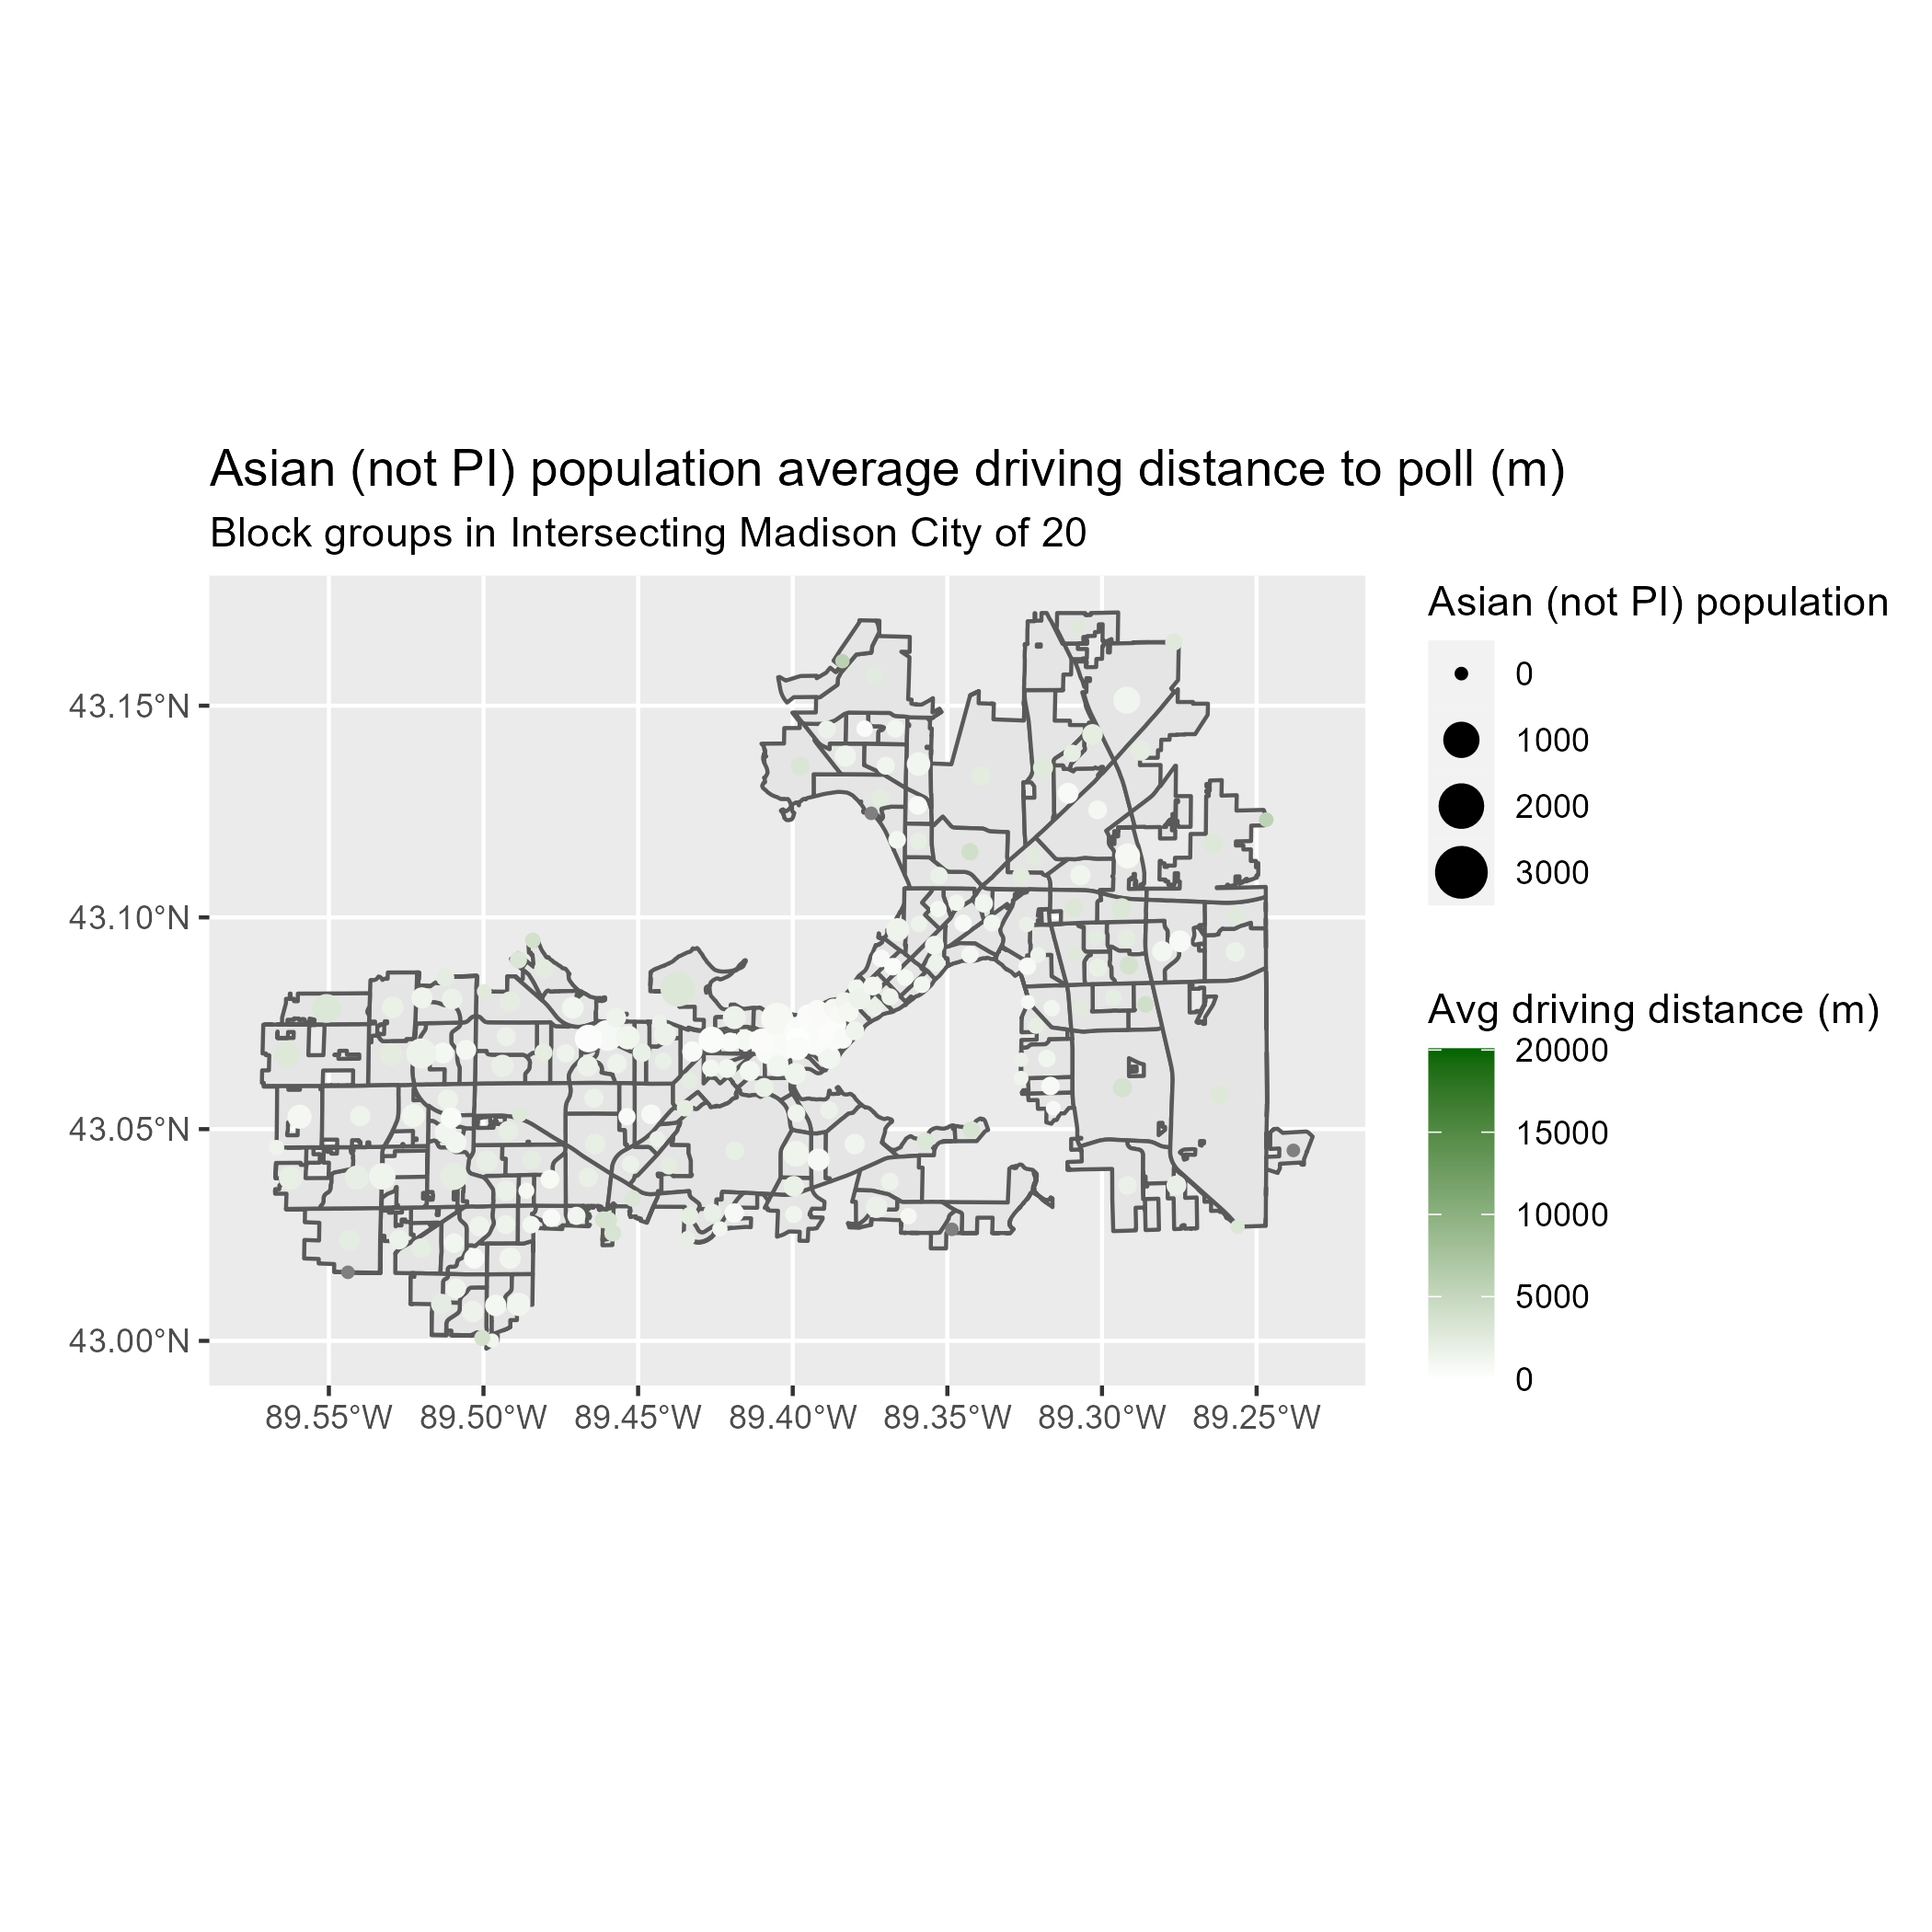 Asian (not PI) population average driving distance to poll (m)
Block groups in Intersecting Madison City of 20
43.15°N
43.10°N
43.05°N
43.00°N
89.55°W
89.50°W
89.45°W
89.40°W
89.35°W
89.30°W
89.25°W
Asian (not PI) population
0
1000
2000
3000
Avg driving distance (m)
20000
15000
10000
5000
0